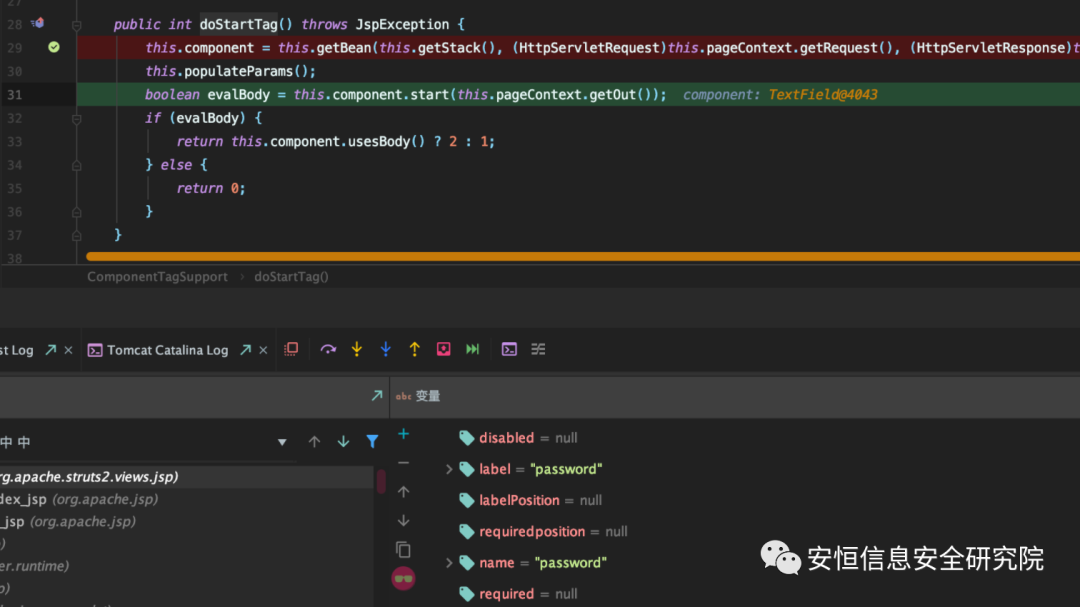 27
28 public int doStartTag() throws JspException {
29 this.component = this.getBean(this.getStack(), (HttpServletRequest)this.pageContext.getRequest(), (HttpServletResponse)t
30 this.populateParams();
31 boolean evalBody = this.component.start(this.pageContext.getOut()); component: TextField@4043
32 if (evalBody) {
33 return this.component.usesBody() ? 2 : 1;
34 } else {
35 return 0;
36 }
37 }
38
ComponentTagSupport › doStartTag()
st Log Tomcat Catalina Log
abc 变量
中 中
disabled = null
rg.apache.struts2.views.jsp)
label = "password"
dex_jsp (org.apache.jsp)
labelPosition = null
_jsp (org.apache.jsp)
requiredposition = null
)
er.runtime)
name = "password"
p)
required = null
安恒信息安全研究院